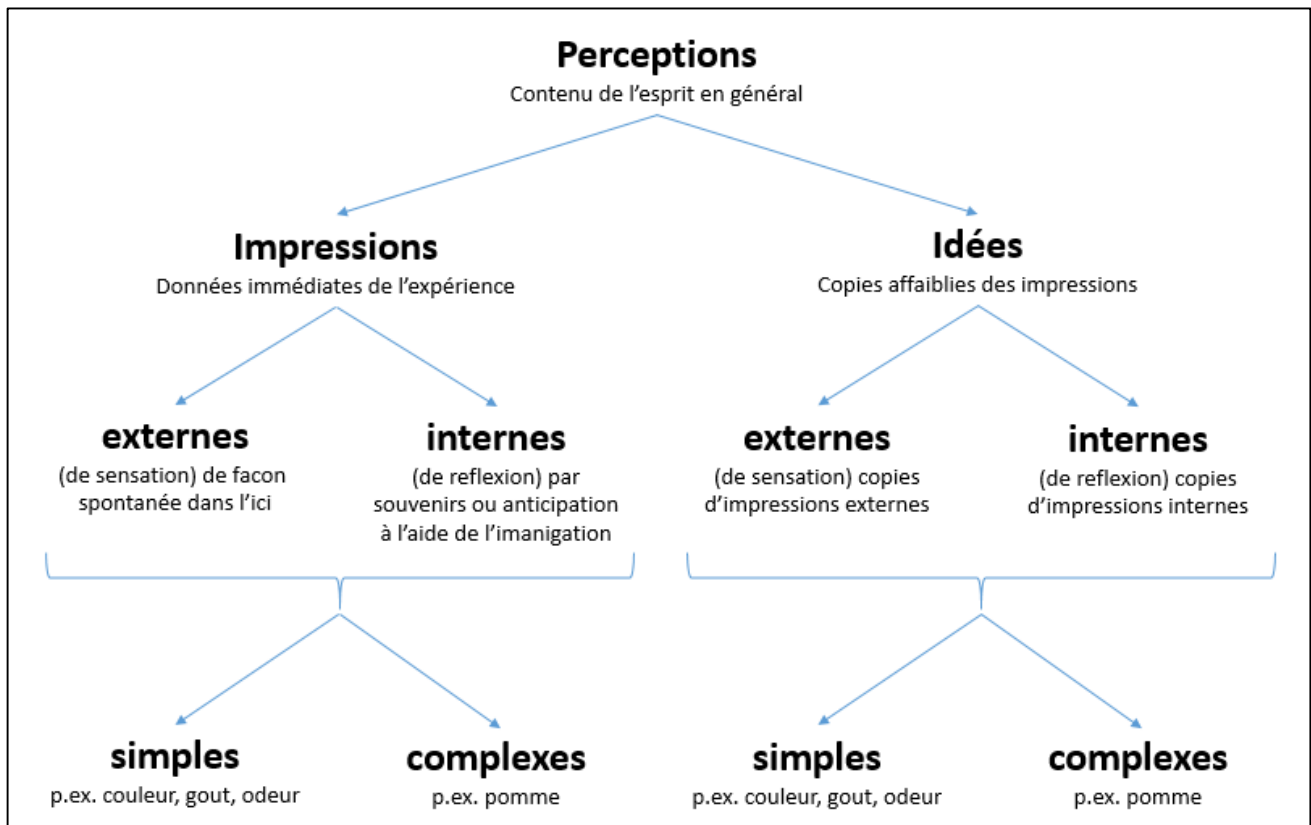 Perceptions
Contenu de l'esprit en général
Impressions
Données immédiates de l'expérience
Idées
Copies affaiblies des impressions
externes
(de sensation) de facon
spontanée dans l'ici
internes
(de reflexion) par
souvenirs ou anticipation
à l'aide de l'imanigation
externes
(de sensation) copies
d'impressions externes
internes
(de reflexion) copies
d'impressions internes
simples
p.ex. couleur, gout, odeur
complexes
p.ex. pomme
simples
p.ex. couleur, gout, odeur
complexes
p.ex. pomme